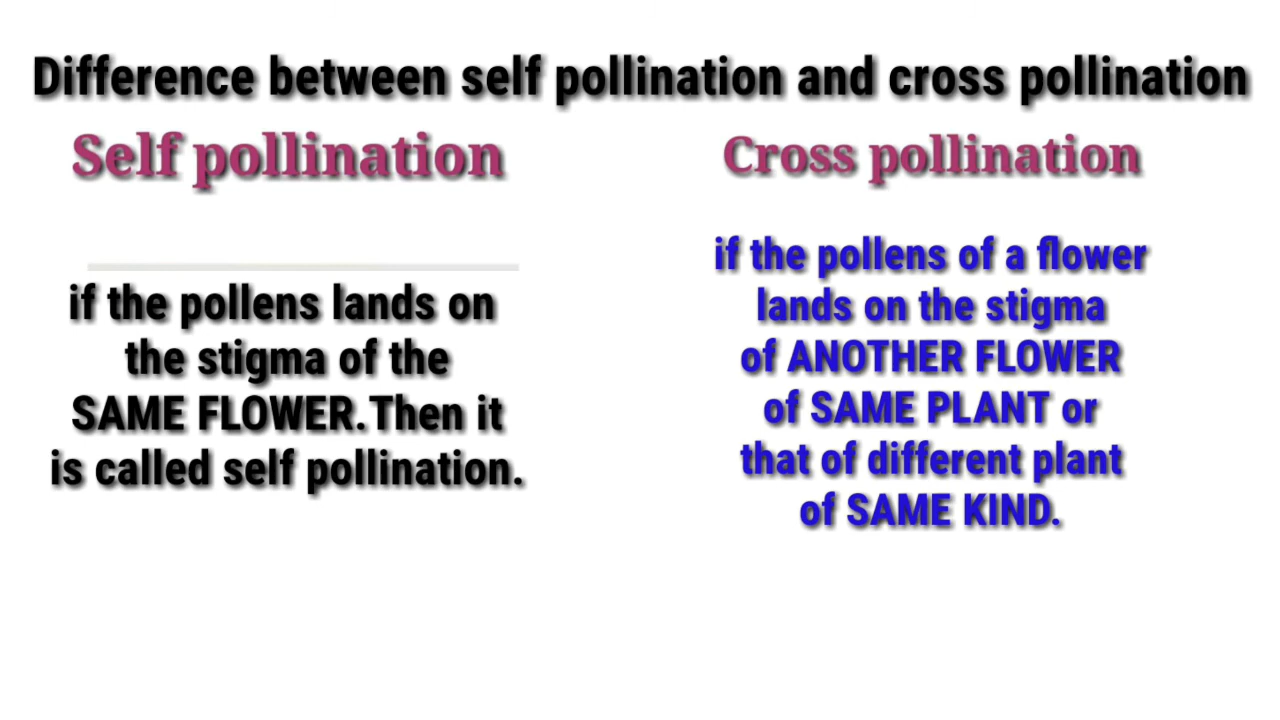 Difference between self pollination and cross pollination
Self pollination
if the pollens lands on
the stigma of the
SAME FLOWER.Then it
is called self pollination.
Cross pollination
if the pollens of a flower
lands on the stigma
of ANOTHER FLOWER
of SAME PLANT or
that of different plant
of SAME KIND.